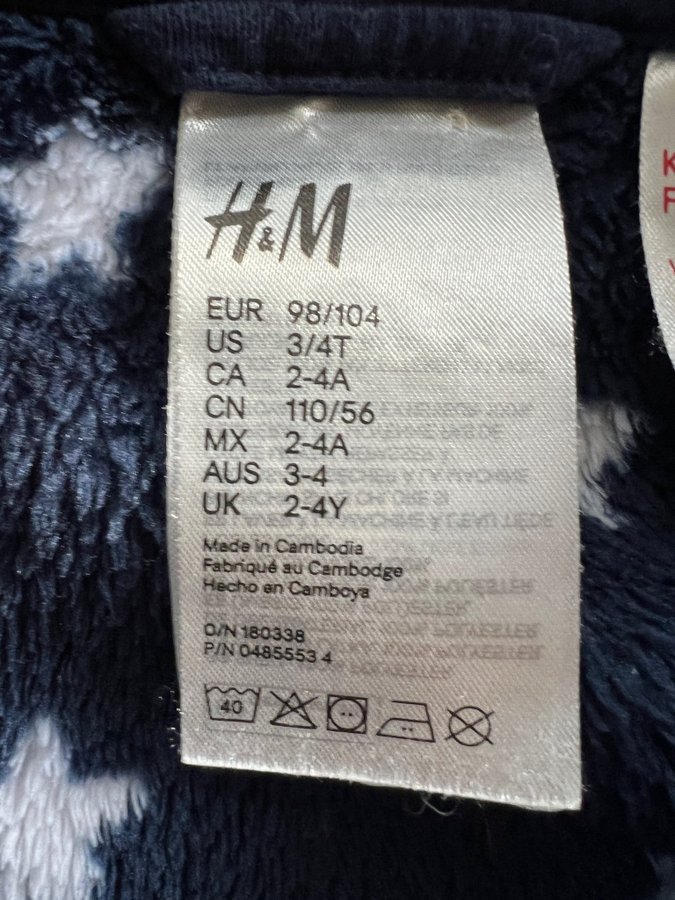 H&M
EUR 98/104
US 3/4T
CA 2-4A
CN 110/56
MX 2-4A
AUS 3-4
UK 2-4Y
Made in Cambodia
Fabriqué au Cambodge
Hecho en Camboya
O/N 180338
P/N 0485553 4
40
K
F